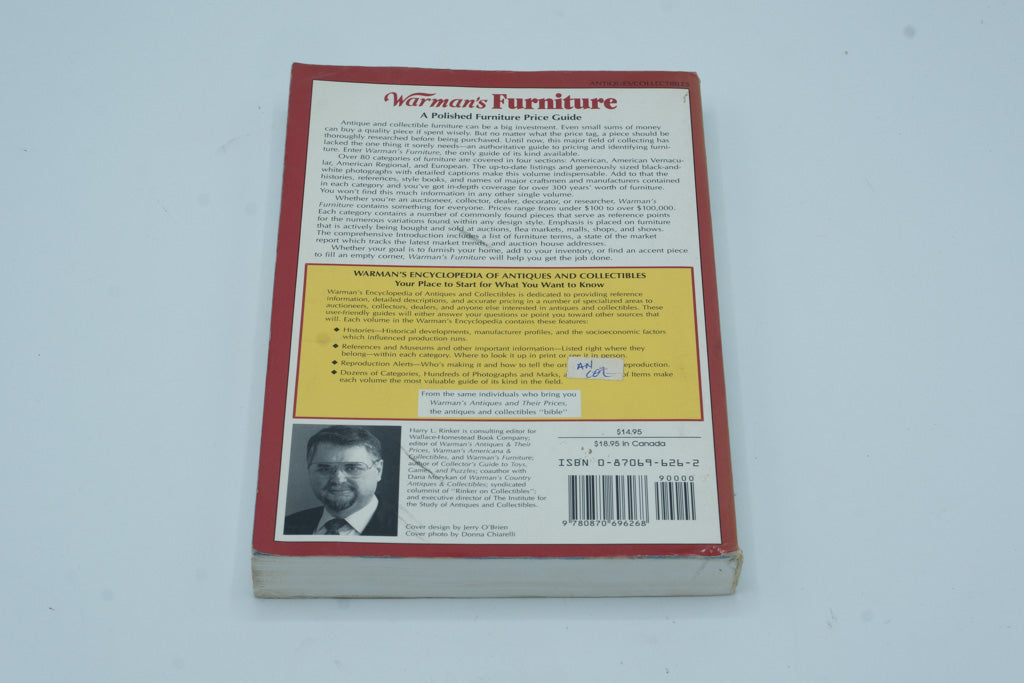 ANTIQUES/COLLECTIBLES
Warman's Furniture
A Polished Furniture Price Guide
Antique and collectible furniture can be a big investment. Even small sums of money
can buy a quality piece if spent wisely. But no matter what the price tag, a piece should be
thoroughly researched before being purchased. Until now, this major field of collecting has
lacked the one thing it sorely needs—an authoritative guide to pricing and identifying furni-
ture. Enter Warman's Furniture, the only guide of its kind available.
Over 80 categories of furniture are covered in four sections: American, American Vernacu-
lar, American Regional, and European. The up-to-date listings and generously sized black-and-
white photographs with detailed captions make this volume indispensable. Add to that the
histories, references, style books, and names of major craftsmen and manufacturers contained
in each category and you've got in-depth coverage for over 300 years' worth of furniture.
You won't find this much information in any other single volume.
Whether you're an auctioneer, collector, dealer, decorator, or researcher, Warman's
Furniture contains something for everyone. Prices range from under $100 to over $100,000.
Each category contains a number of commonly found pieces that serve as reference points
for the numerous variations found within any design style. Emphasis is placed on furniture
that is actively being bought and sold at auctions, flea markets, malls, shops, and shows.
The comprehensive Introduction includes a list of furniture terms, a state of the market
report which tracks the latest market trends, and auction house addresses.
Whether your goal is to furnish your home, add to your inventory, or find an accent piece
to fill an empty corner, Warman's Furniture will help you get the job done.
WARMAN'S ENCYCLOPEDIA OF ANTIQUES AND COLLECTIBLES
Your Place to Start for What You Want to Know
Warman's Encyclopedia of Antiques and Collectibles is dedicated to providing reference
information, detailed descriptions, and accurate pricing in a number of specialized areas to
auctioneers, collectors, dealers, and anyone else interested in antiques and collectibles. These
user-friendly guides will either answer your questions or point you toward other sources that
will. Each volume in the Warman's Encyclopedia contains these features:
◆ Histories—Historical developments, manufacturer profiles, and the socioeconomic factors
which influenced production runs.
◆ References and Museums and other important information—Listed right where they
belong—within each category. Where to look it up in print or see it in person.
◆ Reproduction Alerts—Who's making it and how to tell the reproduction.
◆ Dozens of Categories, Hundreds of Photographs and Marks, of Items make
each volume the most valuable guide of its kind in the field.
AN
From the same individuals who bring you
Warman's Antiques and Their Prices,
the antiques and collectibles "bible"
Harry L. Rinker is consulting editor for
Wallace-Homestead Book Company;
editor of Warman's Antiques & Their
Prices, Warman's Americana &
Collectibles, and Warman's Furniture;
author of Collector's Guide to Toys,
Games, and Puzzles; coauthor with
Dana Morykan of Warman's Country
Antiques & Collectibles; syndicated
columnist of "Rinker on Collectibles";
and executive director of The Institute for
the Study of Antiques and Collectibles.
Cover design by Jerry O'Brien
Cover photo by Donna Chiarelli
$14.95
$18.95 in Canada
ISBN 0-87069-626-2
90000
9 780870 696268